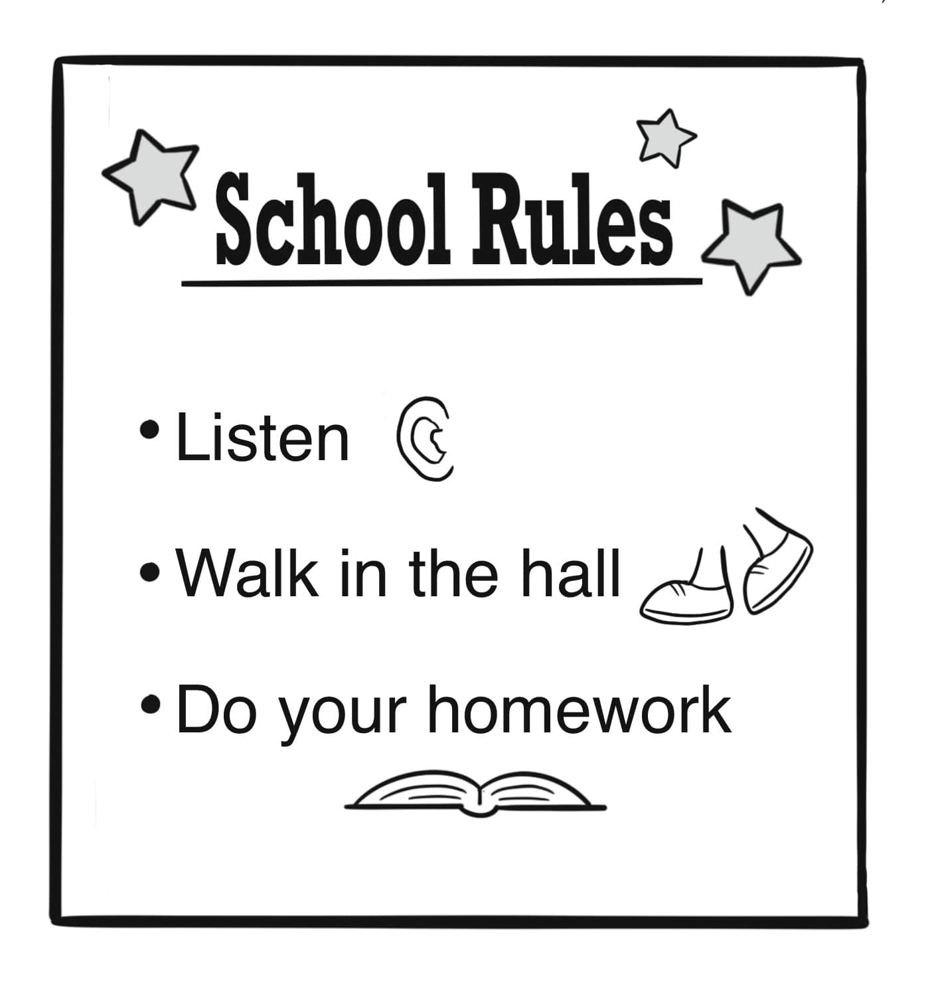 School Rules
• Listen
• Walk in the hall
• Do your homework